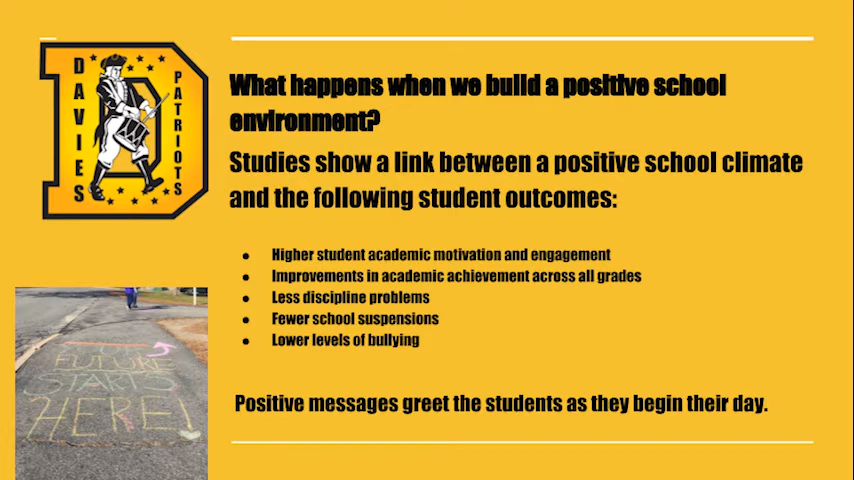 DAVIES
PATRIOTS
What happens when we build a positive school
environment?
Studies show a link between a positive school climate
and the following student outcomes:
● Higher student academic motivation and engagement
● Improvements in academic achievement across all grades
● Less discipline problems
● Fewer school suspensions
● Lower levels of bullying
FUTURE
STARTS
HERE!
Positive messages greet the students as they begin their day.